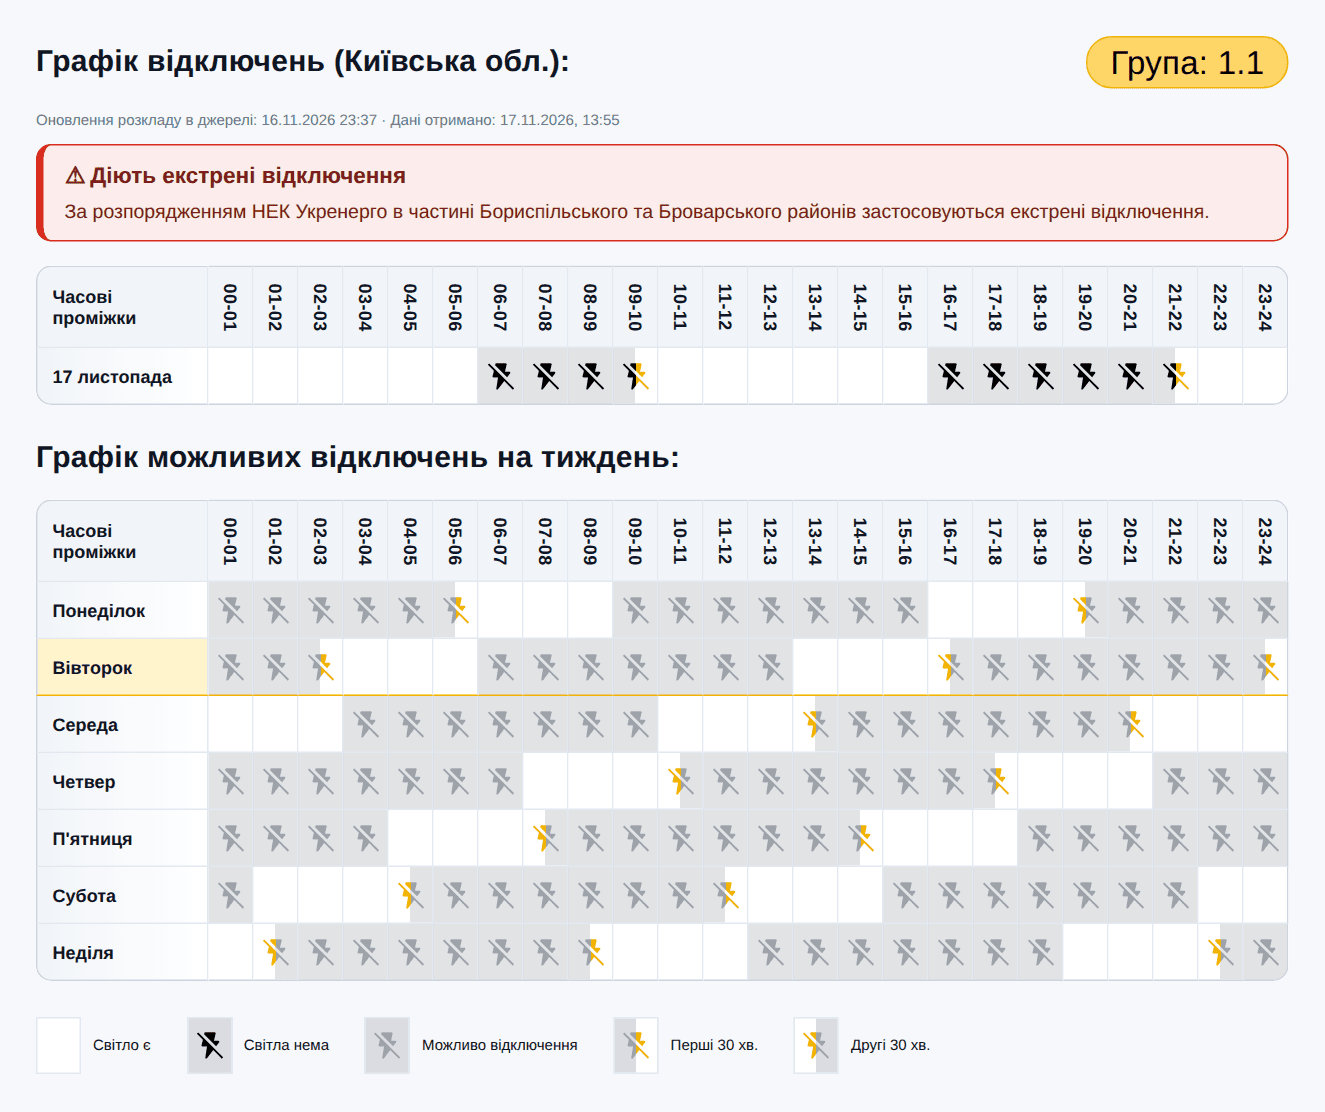 Графік відключень (Київська обл.):
Група: 1.1
Оновлення розкладу в джерелі: 16.11.2026 23:37 · Дані отримано: 17.11.2026, 13:55
⚠ Діють екстрені відключення
За розпорядженням НЕК Укренерго в частині Бориспільського та Броварського районів застосовуються екстрені відключення.
Часові проміжки 00-01 01-02 02-03 03-04 04-05 05-06 06-07 07-08 08-09 09-10 10-11 11-12 12-13 13-14 14-15 15-16 16-17 17-18 18-19 19-20 20-21 21-22 22-23 23-24
17 листопада
Графік можливих відключень на тиждень:
Часові проміжки 00-01 01-02 02-03 03-04 04-05 05-06 06-07 07-08 08-09 09-10 10-11 11-12 12-13 13-14 14-15 15-16 16-17 17-18 18-19 19-20 20-21 21-22 22-23 23-24
Понеділок
Вівторок
Середа
Четвер
П'ятниця
Субота
Неділя
Світло є Світла нема Можливо відключення Перші 30 хв. Другі 30 хв.